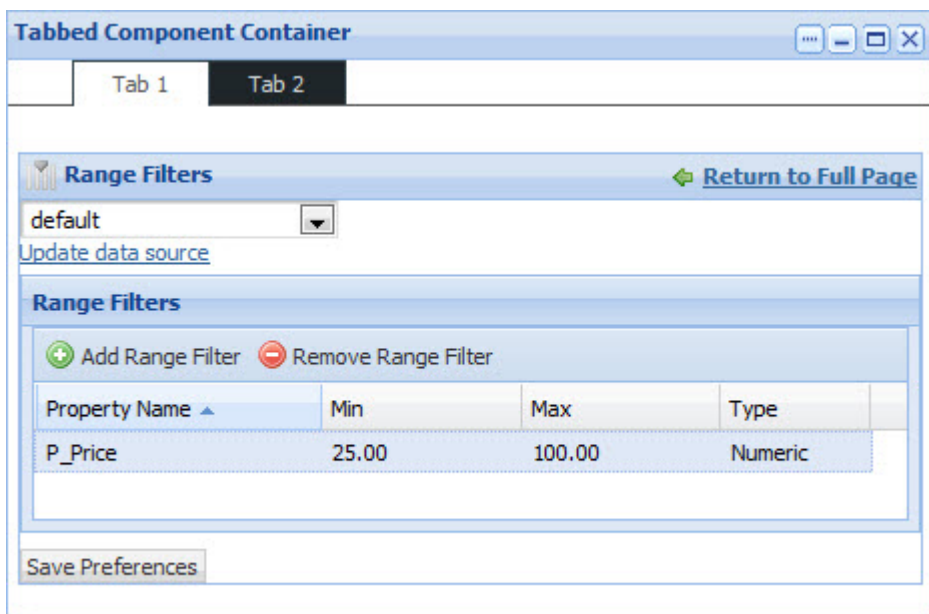 Tabbed Component Container
Tab 1 Tab 2
Range Filters Return to Full Page
default
Update data source
Range Filters
Add Range Filter Remove Range Filter
Property Name Min Max Type
P_Price 25.00 100.00 Numeric
Save Preferences